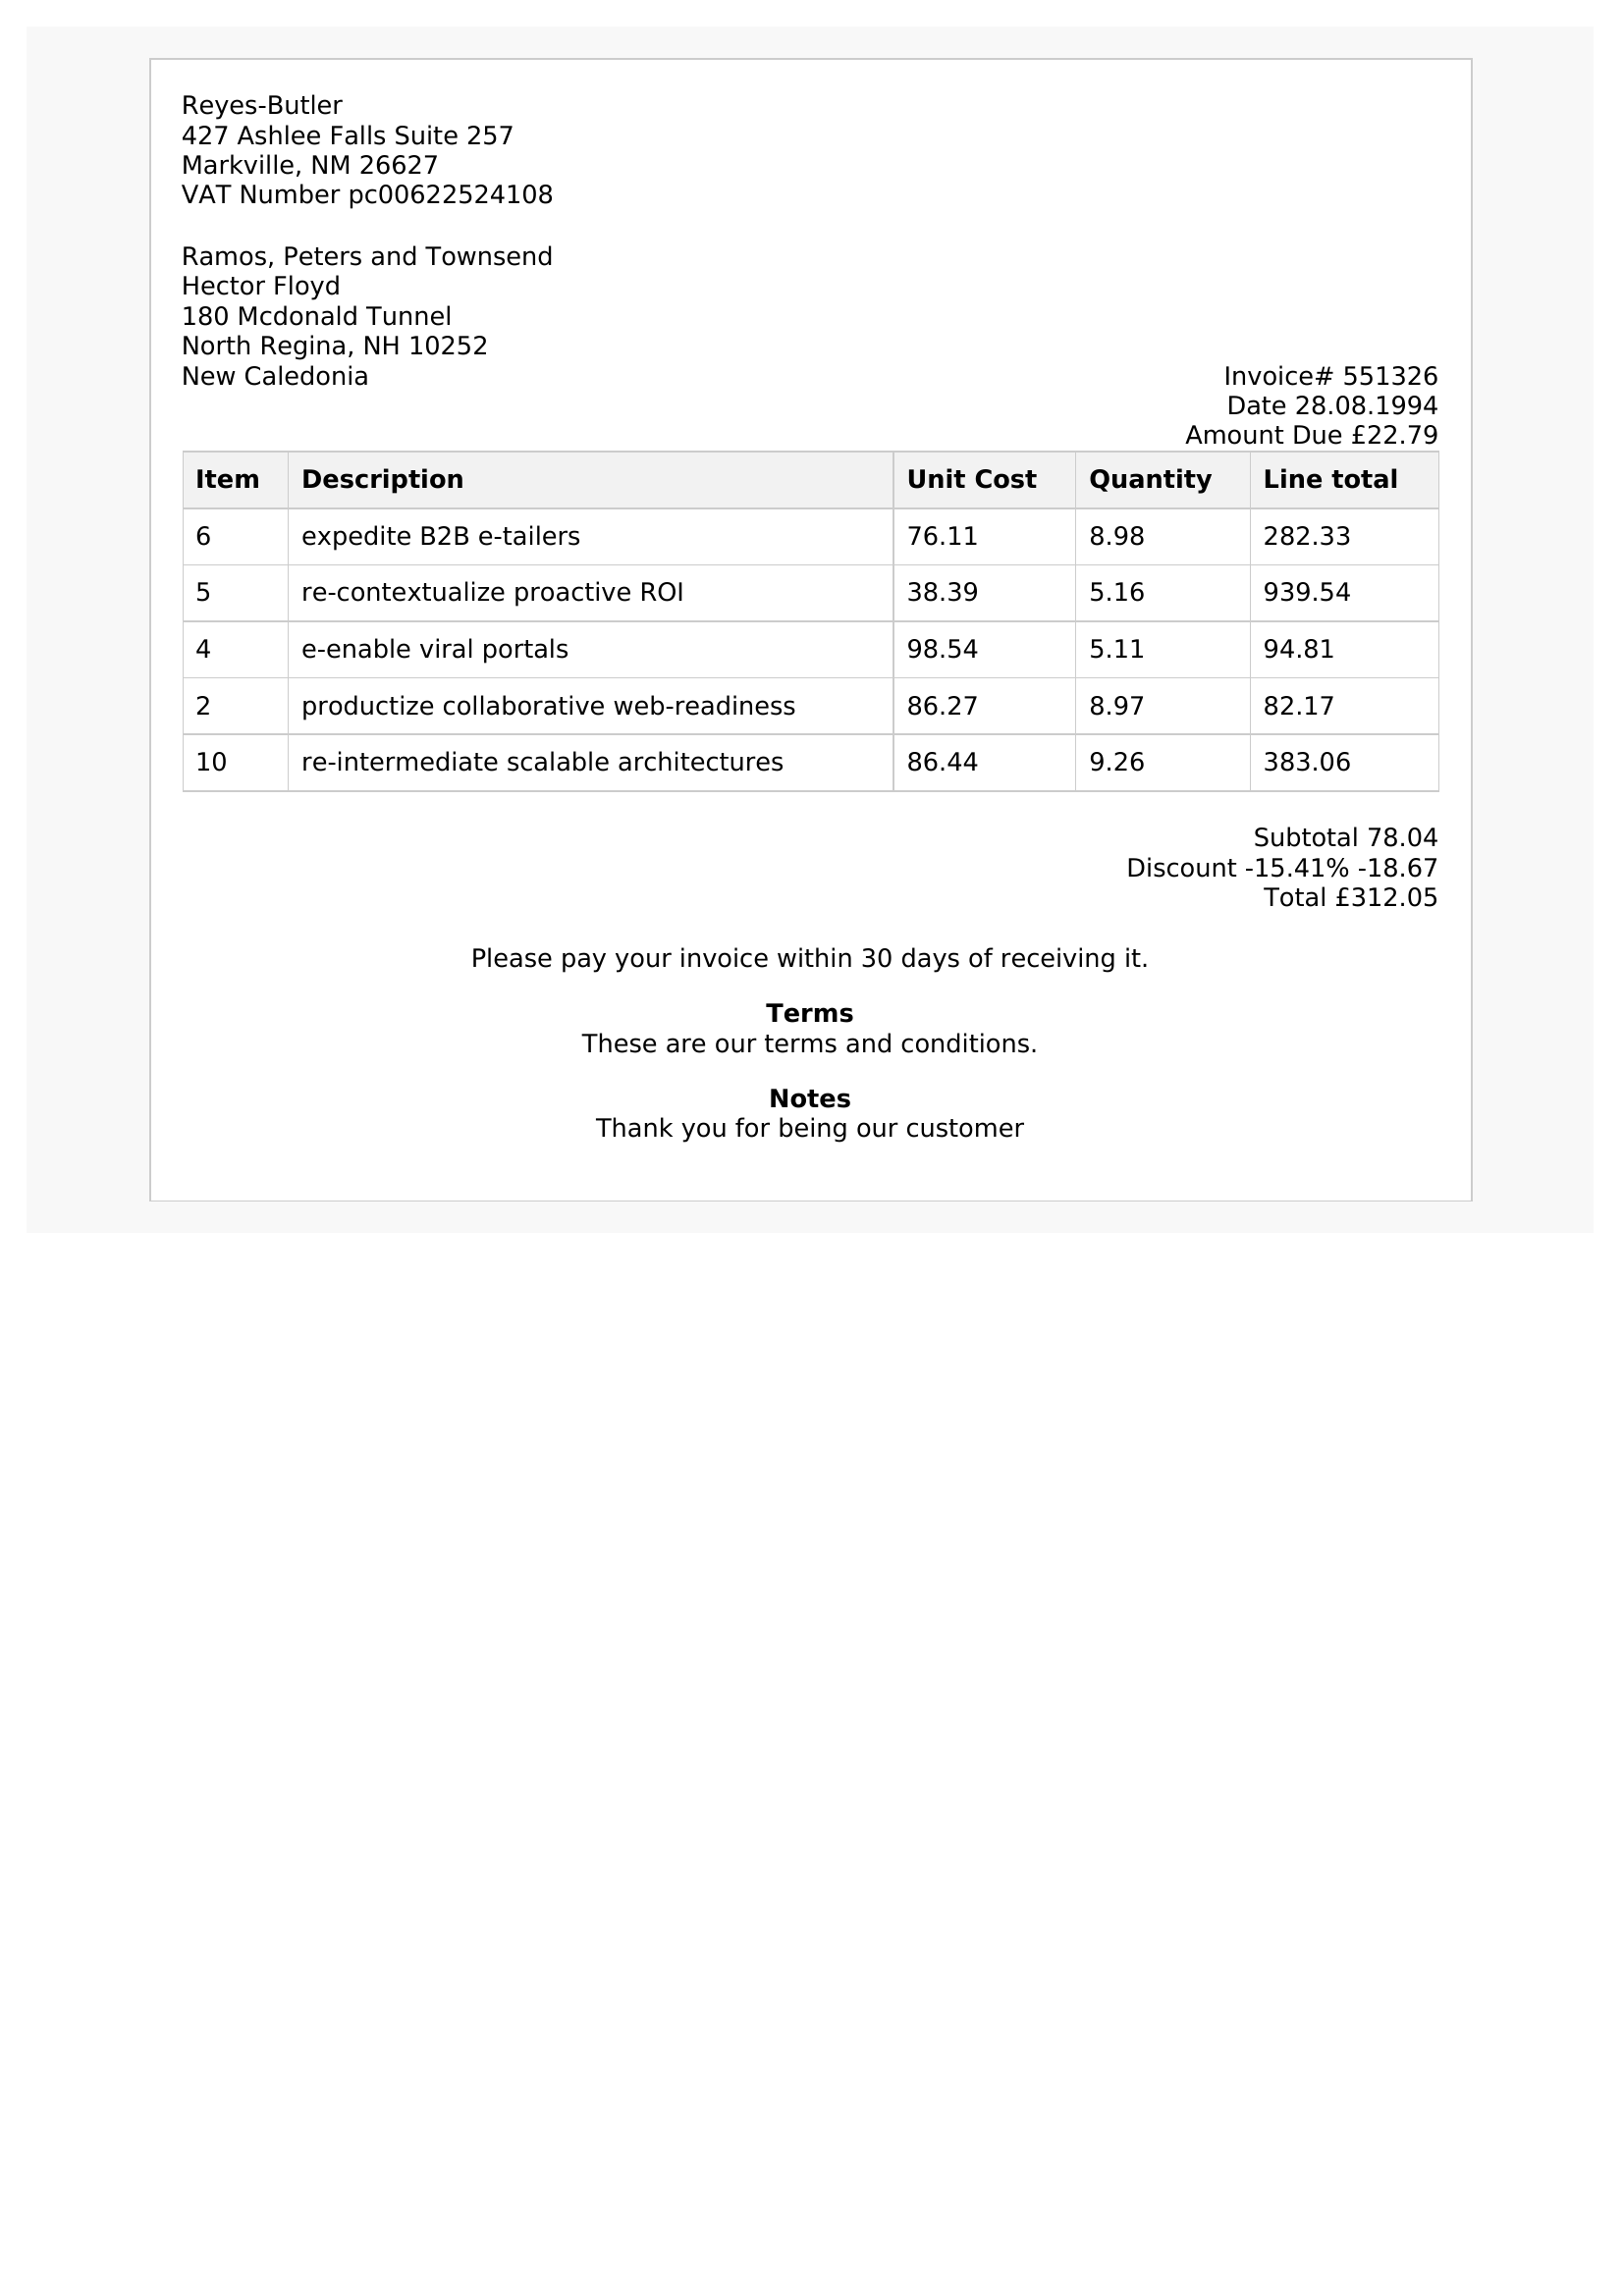 Reyes-Butler
427 Ashlee Falls Suite 257
Markville, NM 26627
VAT Number pc00622524108
Ramos, Peters and Townsend
Hector Floyd
180 Mcdonald Tunnel
North Regina, NH 10252
New Caledonia
Invoice# 551326
Date 28.08.1994
Amount Due £22.79
Item Description Unit Cost Quantity Line total
6 expedite B2B e-tailers 76.11 8.98 282.33
5 re-contextualize proactive ROI 38.39 5.16 939.54
4 e-enable viral portals 98.54 5.11 94.81
2 productize collaborative web-readiness 86.27 8.97 82.17
10 re-intermediate scalable architectures 86.44 9.26 383.06
Subtotal 78.04
Discount -15.41% -18.67
Total £312.05
Please pay your invoice within 30 days of receiving it.
Terms
These are our terms and conditions.
Notes
Thank you for being our customer